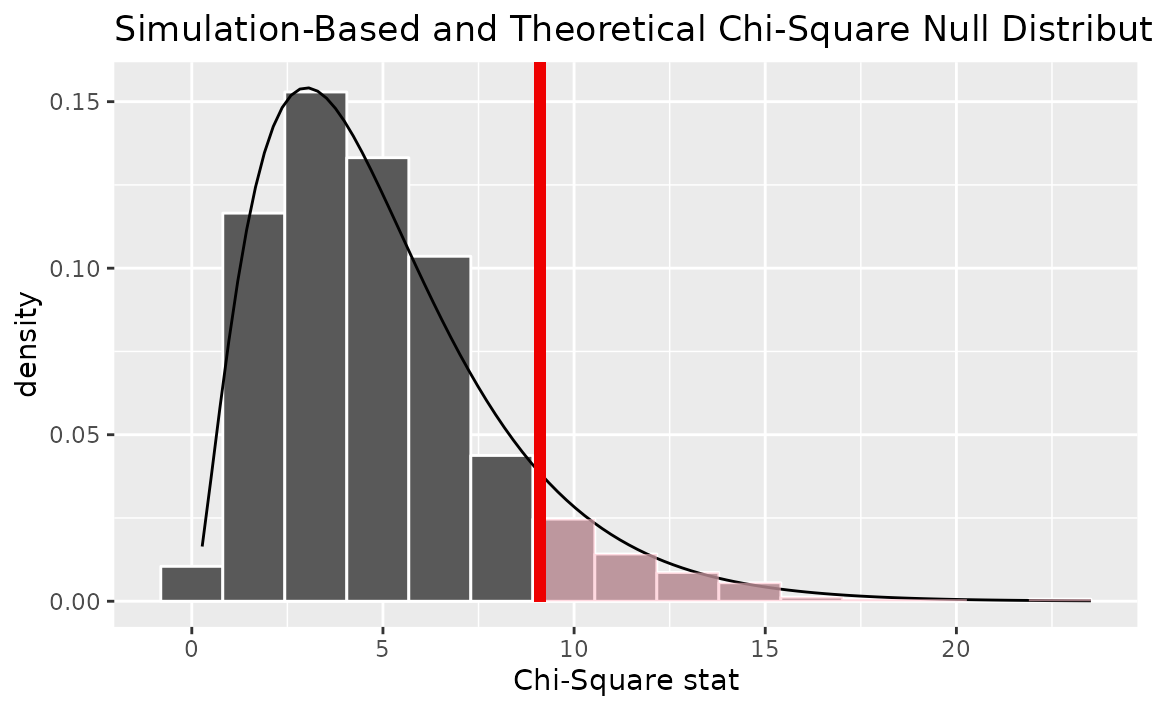 Simulation-Based and Theoretical Chi-Square Null Distribut
0.15
0.10
0.05
0.00
density
0 5 10 15 20
Chi-Square stat